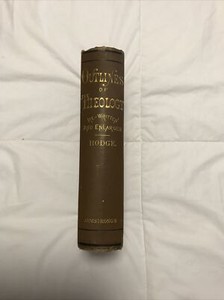 OUTLINES
OF
THEOLOGY
RE-WRITTEN
AND ENLARGED
HODGE.